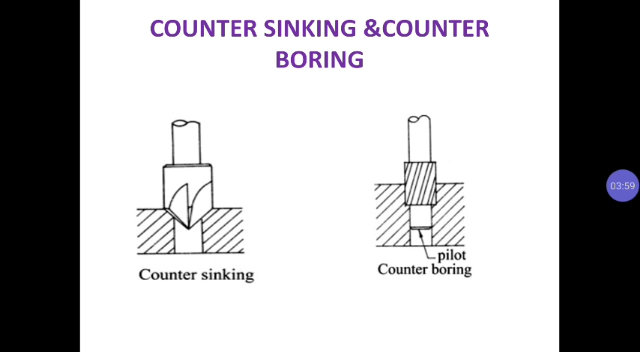 COUNTER SINKING &COUNTER
BORING
03:59
pilot
Counter sinking
Counter boring